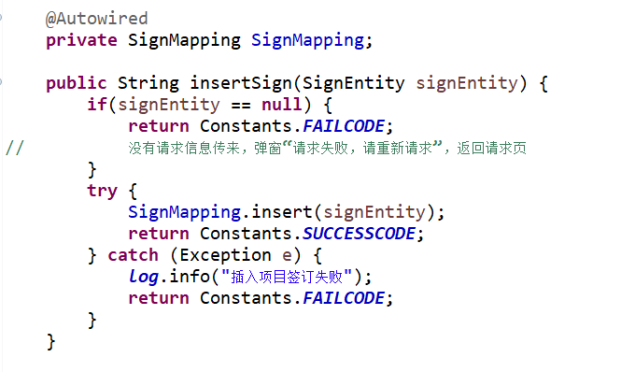 @Autowired
private SignMapping SignMapping;
public String insertSign(SignEntity signEntity) {
if(signEntity == null) {
return Constants.FAILCODE;
// 没有请求信息传来，弹窗“请求失败，请重新请求”，返回请求页
}
try {
SignMapping.insert(signEntity);
return Constants.SUCCESSCODE;
} catch (Exception e) {
log.info("插入项目签订失败");
return Constants.FAILCODE;
}
}